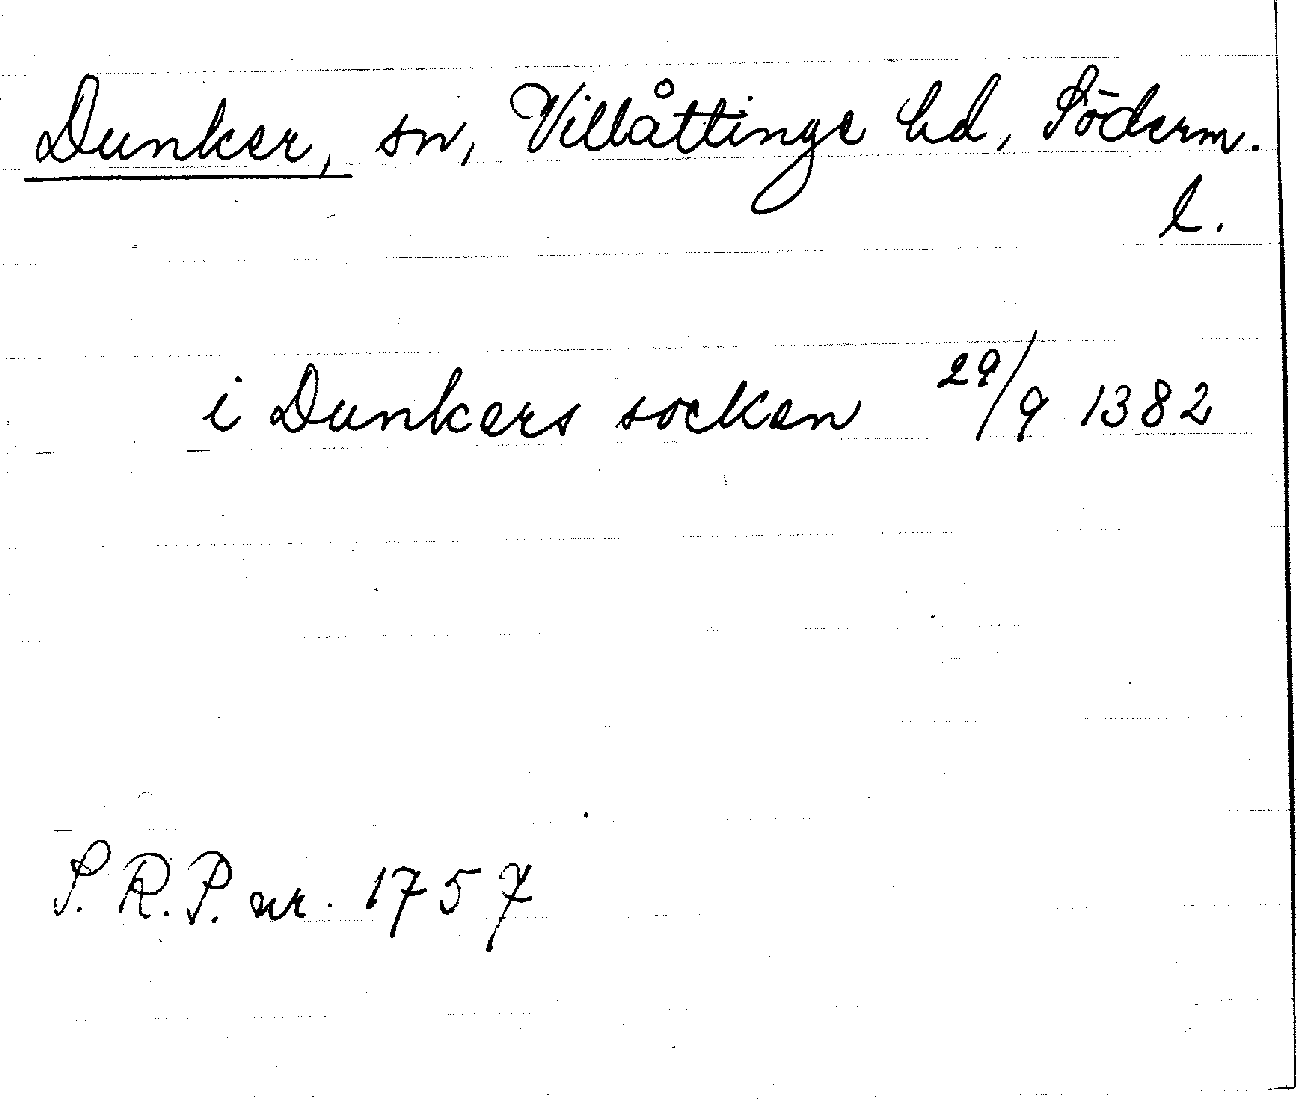 Dunker, sn, Villåttinge hd, Söderm.
l.
i Dunkers socken 29/9 1382
S.R.P. nr. 1757